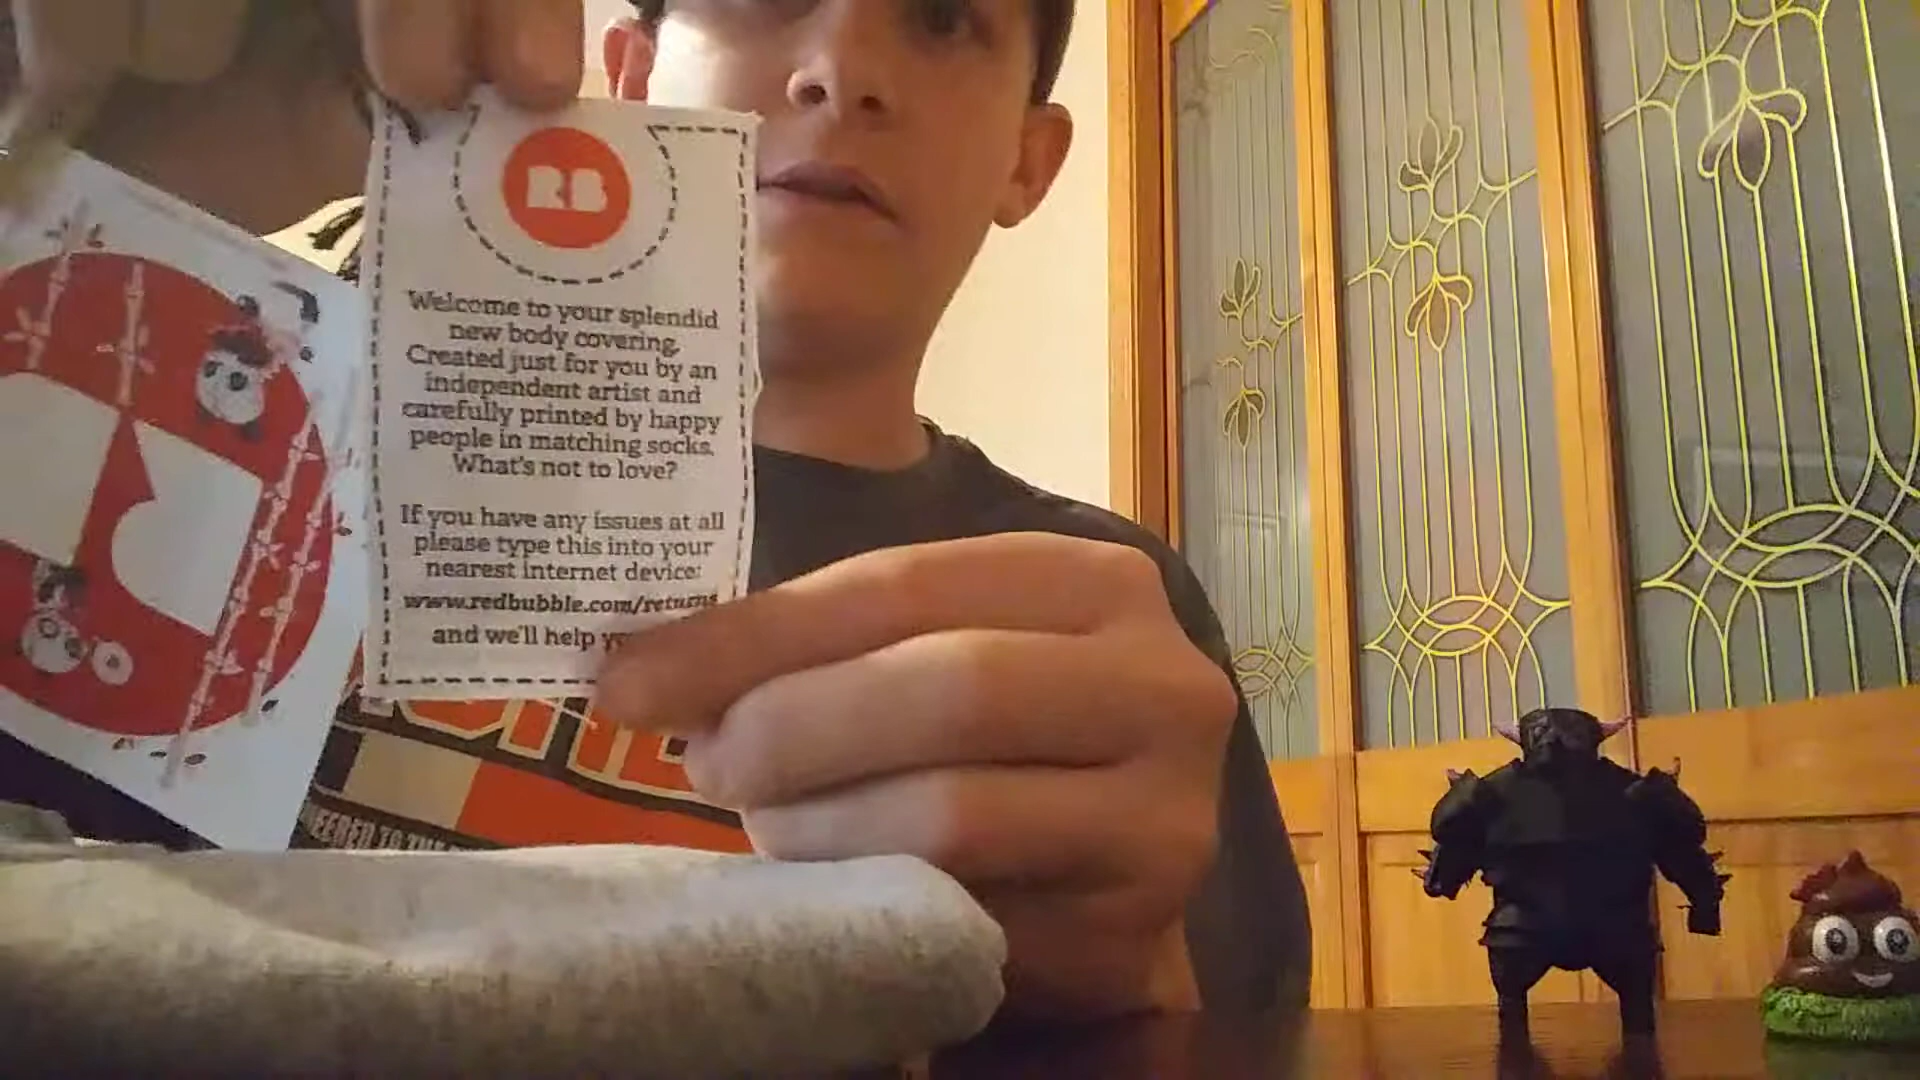 RB
Welcome to your splendid
new body covering.
Created just for you by an
independent artist and
carefully printed by happy
people in matching socks.
What's not to love?
If you have any issues at all
please type this into your
nearest internet device:
www.redbubble.com/returns
and we'll help
TO THE